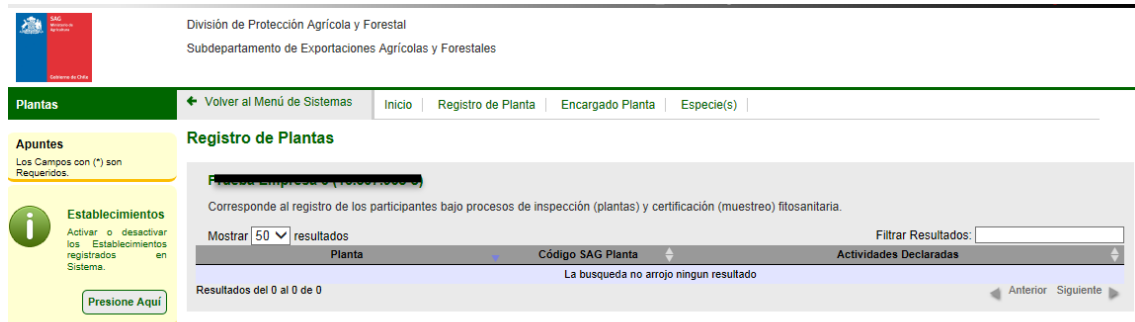 SAG
Ministerio de
Agricultura
Gobierno de Chile
División de Protección Agrícola y Forestal
Subdepartamento de Exportaciones Agrícolas y Forestales
Plantas
Volver al Menú de Sistemas
Inicio
Registro de Planta
Encargado Planta
Especie(s)
Apuntes
Los Campos con (*) son
Requeridos.
Establecimientos
Activar o desactivar
los Establecimientos
registrados en
Sistema.
Presione Aquí
Registro de Plantas
Corresponde al registro de los participantes bajo procesos de inspección (plantas) y certificación (muestreo) fitosanitaria.
Mostrar 50 resultados
Filtrar Resultados:
Planta
Código SAG Planta
Actividades Declaradas
La busqueda no arrojo ningun resultado
Resultados del 0 al 0 de 0
Anterior Siguiente